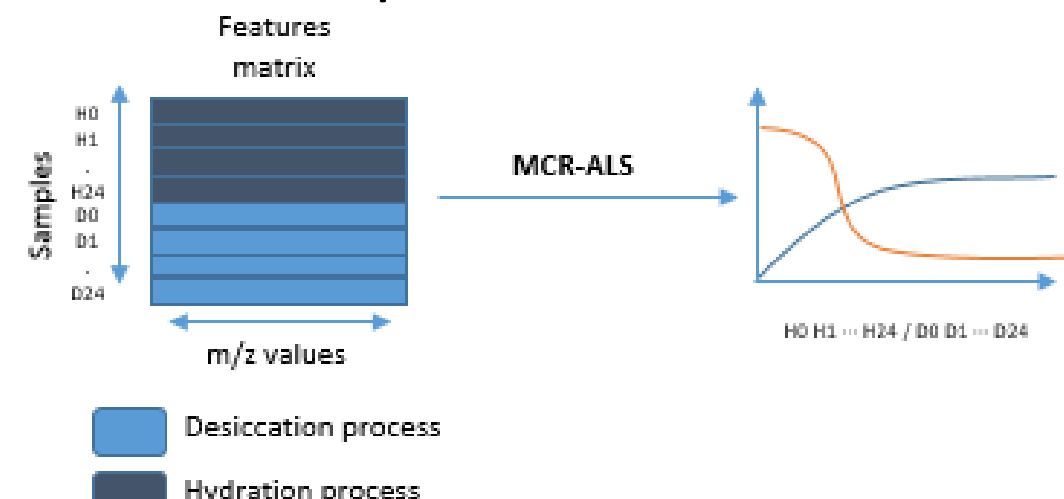 Features
matrix
H0
H1
.
H24
D0
D1
.
D24
Samples
m/z values
MCR-ALS
H0 H1 ... H24 / D0 D1 ... D24
Desiccation process
Hydration process